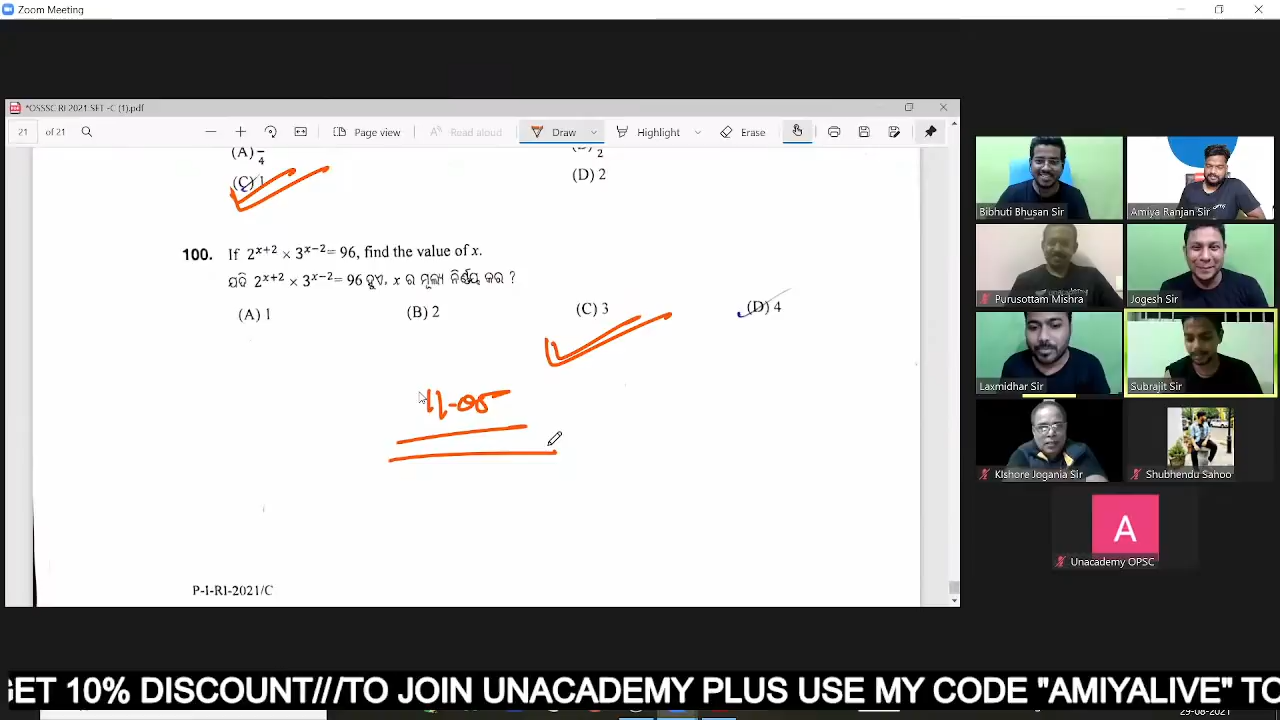 Zoom Meeting
*OSSSC RI 2021 SET -C (1).pdf
21 of 21 Page view Read aloud Draw Highlight Erase
(A) 1/4
(C) 1 (D) 2
100. If 2^{x+2} × 3^{x−2} = 96, find the value of x.
ଯଦି 2^{x+2} × 3^{x−2} = 96 ହୁଏ, x ର ମୂଲ୍ୟ ନିର୍ଣ୍ଣୟ କର ?
(A) 1 (B) 2 (C) 3 (D) 4
P-I-RI-2021/C
Bibhuti Bhusan Sir
Amiya Ranjan Sir
Purusottam Mishra
Jogesh Sir
Laxmidhar Sir
Subrajit Sir
KIshore Jogania Sir
Shubhendu Sahoo
A
Unacademy OPSC
GET 10% DISCOUNT///TO JOIN UNACADEMY PLUS USE MY CODE "AMIYALIVE" TO
29-08-2021